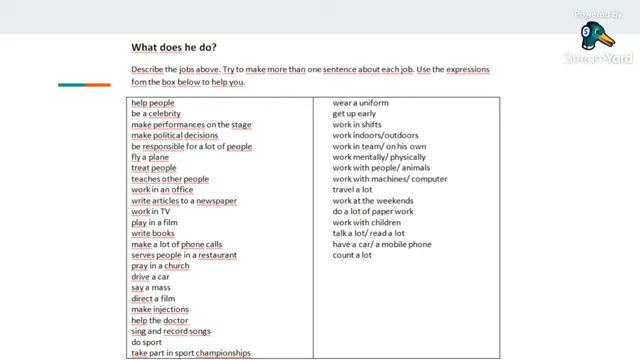 Powered by
StreamYard
What does he do?
Describe the jobs above. Try to make more than one sentence about each job. Use the expressions
fom the box below to help you.
help people
be a celebrity
make performances on the stage
make political decisions
be responsible for a lot of people
fly a plane
treat people
teaches other people
work in an office
write articles to a newspaper
work in TV
play in a film
write books
make a lot of phone calls
serves people in a restaurant
pray in a church
drive a car
say a mass
direct a film
make injections
help the doctor
sing and record songs
do sport
take part in sport championships
wear a uniform
get up early
work in shifts
work indoors/outdoors
work in team/ on his own
work mentally/ physically
work with people/ animals
work with machines/ computer
travel a lot
work at the weekends
do a lot of paper work
work with children
talk a lot/ read a lot
have a car/ a mobile phone
count a lot